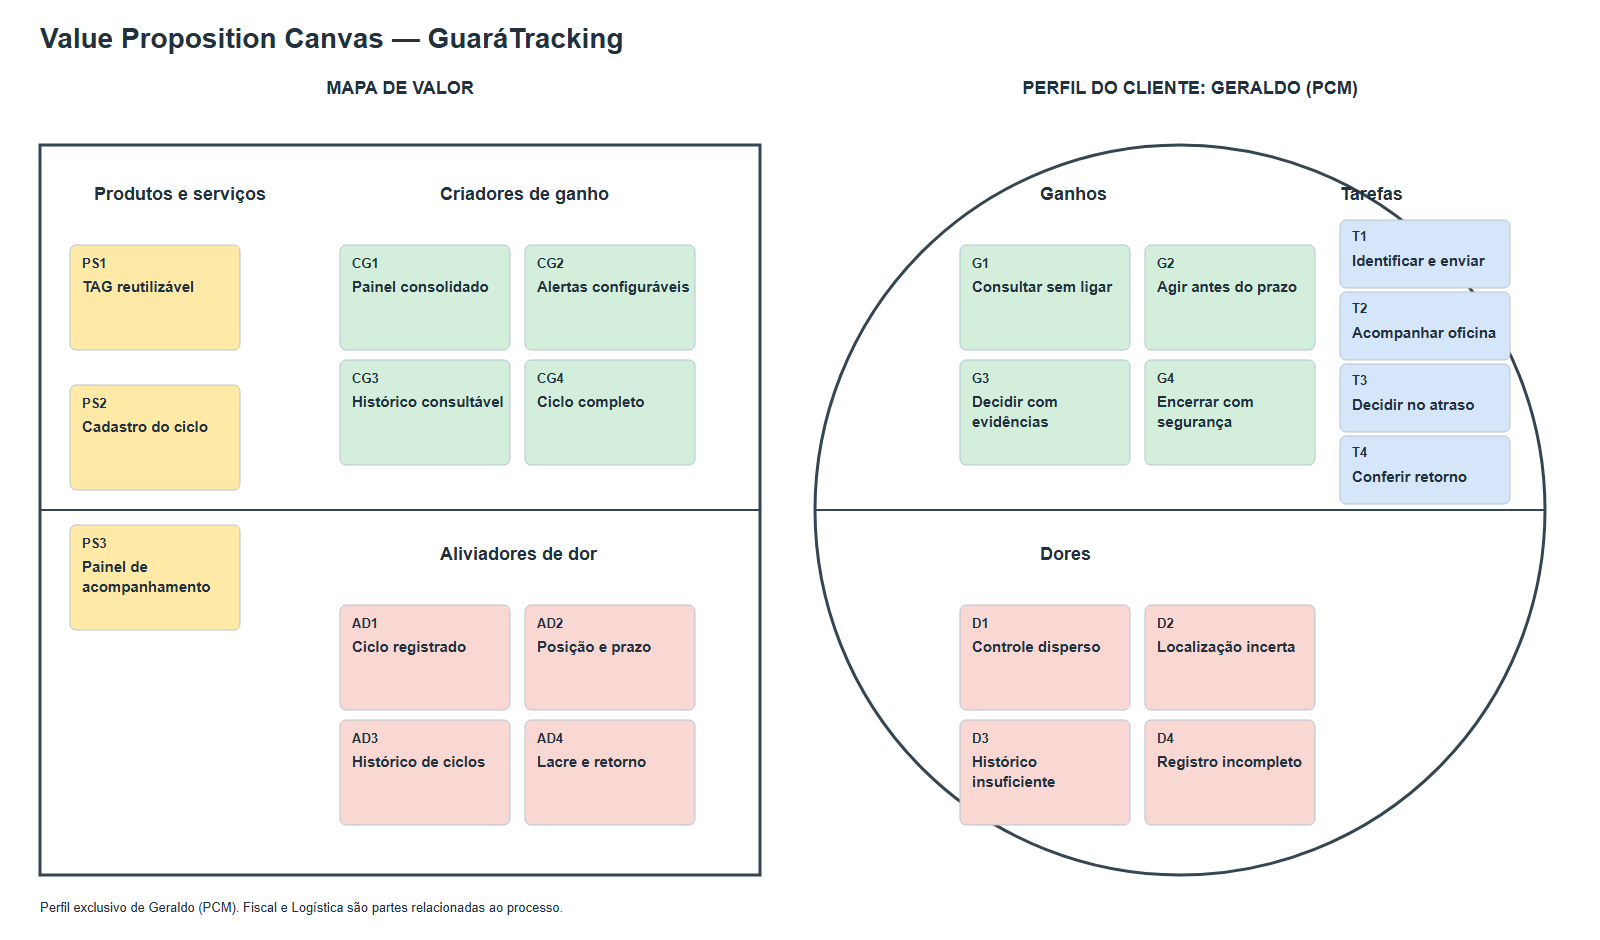 Value Proposition Canvas — GuaráTracking
MAPA DE VALOR
Produtos e serviços
PS1
TAG reutilizável
PS2
Cadastro do ciclo
PS3
Painel de
acompanhamento
Criadores de ganho
CG1
Painel consolidado
CG2
Alertas configuráveis
CG3
Histórico consultável
CG4
Ciclo completo
Aliviadores de dor
AD1
Ciclo registrado
AD2
Posição e prazo
AD3
Histórico de ciclos
AD4
Lacre e retorno
PERFIL DO CLIENTE: GERALDO (PCM)
Ganhos
G1
Consultar sem ligar
G2
Agir antes do prazo
G3
Decidir com
evidências
G4
Encerrar com
segurança
Tarefas
T1
Identificar e enviar
T2
Acompanhar oficina
T3
Decidir no atraso
T4
Conferir retorno
Dores
D1
Controle disperso
D2
Localização incerta
D3
Histórico
insuficiente
D4
Registro incompleto
Perfil exclusivo de Geraldo (PCM). Fiscal e Logística são partes relacionadas ao processo.